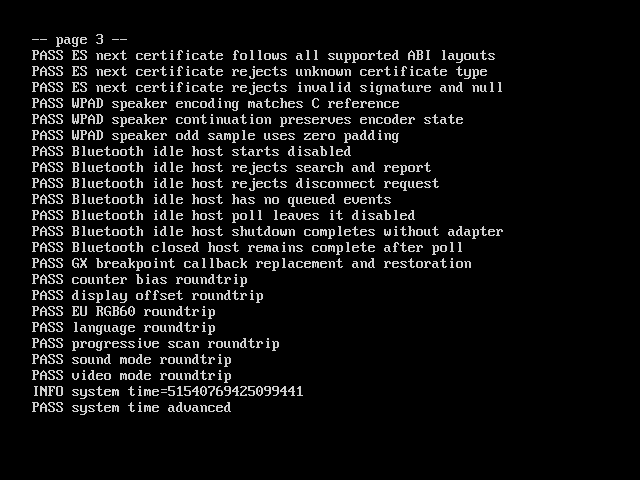 -- page 3 --
PASS ES next certificate follows all supported ABI layouts
PASS ES next certificate rejects unknown certificate type
PASS ES next certificate rejects invalid signature and null
PASS WPAD speaker encoding matches C reference
PASS WPAD speaker continuation preserves encoder state
PASS WPAD speaker odd sample uses zero padding
PASS Bluetooth idle host starts disabled
PASS Bluetooth idle host rejects search and report
PASS Bluetooth idle host rejects disconnect request
PASS Bluetooth idle host has no queued events
PASS Bluetooth idle host poll leaves it disabled
PASS Bluetooth idle host shutdown completes without adapter
PASS Bluetooth closed host remains complete after poll
PASS GX breakpoint callback replacement and restoration
PASS counter bias roundtrip
PASS display offset roundtrip
PASS EU RGB60 roundtrip
PASS language roundtrip
PASS progressive scan roundtrip
PASS sound mode roundtrip
PASS video mode roundtrip
INFO system time=51540769425099441
PASS system time advanced